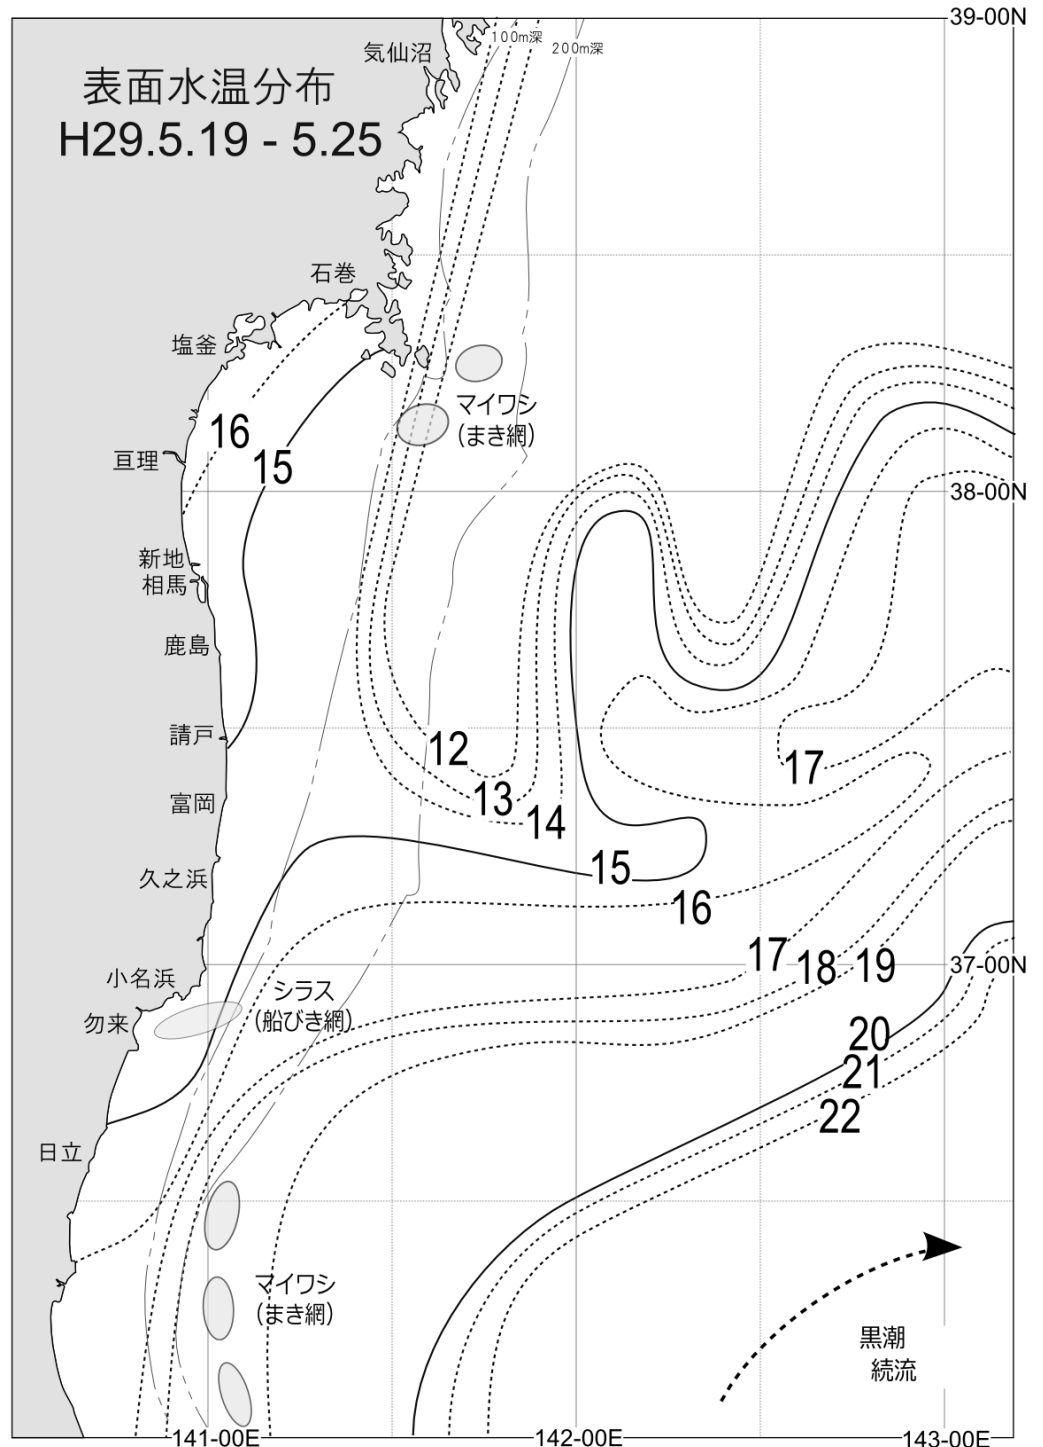 39-00N
100m深
200m深
気仙沼
表面水温分布
H29.5.19 - 5.25
石巻
塩釜
マイワシ
(まき網)
16
15
亘理
38-00N
新地
相馬
鹿島
請戸
12
17
13
14
富岡
15
久之浜
16
17
18
19
37-00N
小名浜
シラス
(船びき網)
勿来
20
21
22
日立
マイワシ
(まき網)
黒潮
続流
141-00E
142-00E
143-00E